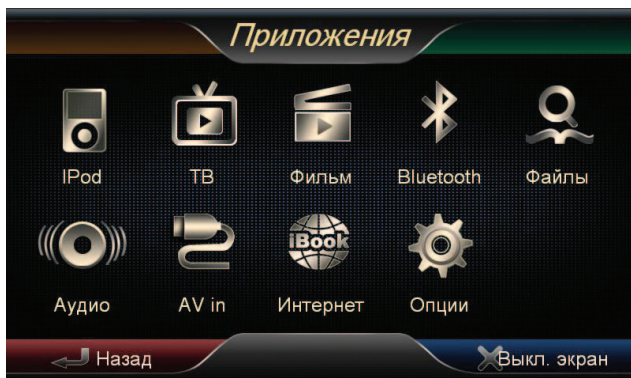 Приложения
IPod ТВ Фильм Bluetooth Файлы
iBook
Аудио AV in Интернет Опции
Назад Выкл. экран